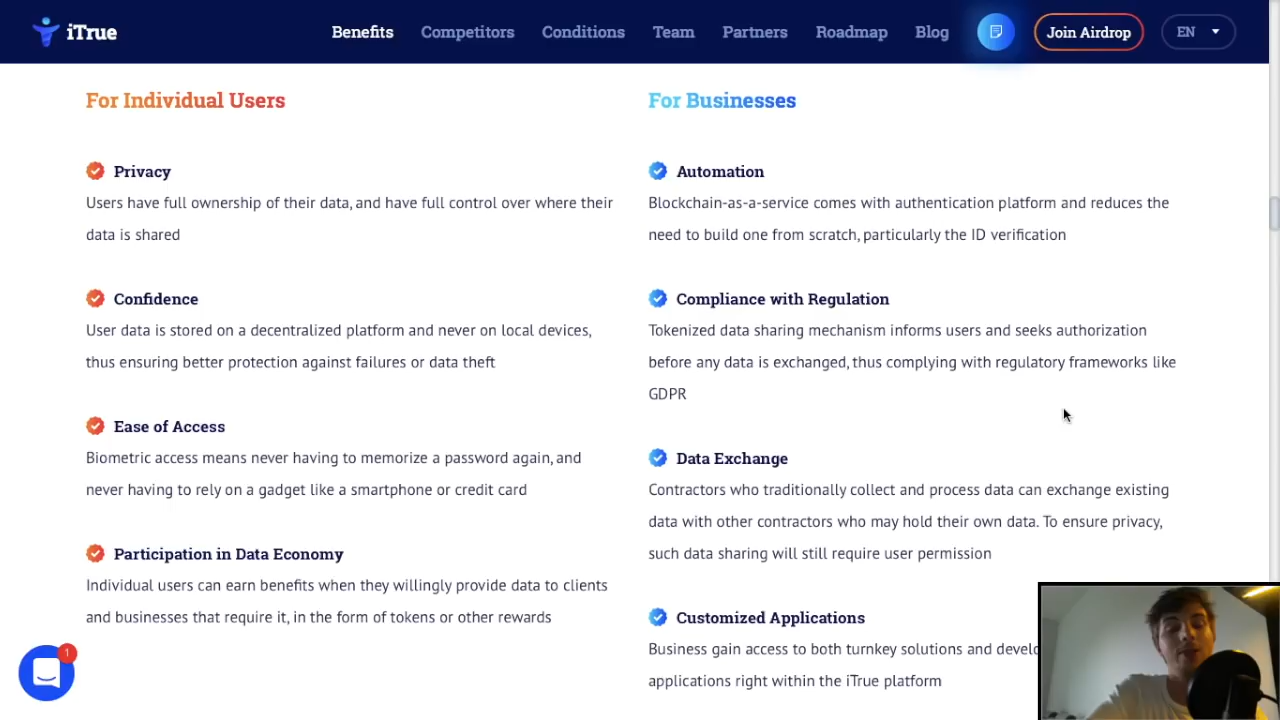 iTrue
Benefits
Competitors
Conditions
Team
Partners
Roadmap
Blog
Join Airdrop
EN
For Individual Users
Privacy
Users have full ownership of their data, and have full control over where their
data is shared
Confidence
User data is stored on a decentralized platform and never on local devices,
thus ensuring better protection against failures or data theft
Ease of Access
Biometric access means never having to memorize a password again, and
never having to rely on a gadget like a smartphone or credit card
Participation in Data Economy
Individual users can earn benefits when they willingly provide data to clients
and businesses that require it, in the form of tokens or other rewards
For Businesses
Automation
Blockchain-as-a-service comes with authentication platform and reduces the
need to build one from scratch, particularly the ID verification
Compliance with Regulation
Tokenized data sharing mechanism informs users and seeks authorization
before any data is exchanged, thus complying with regulatory frameworks like
GDPR
Data Exchange
Contractors who traditionally collect and process data can exchange existing
data with other contractors who may hold their own data. To ensure privacy,
such data sharing will still require user permission
Customized Applications
Business gain access to both turnkey solutions and
applications right within the iTrue platform
1